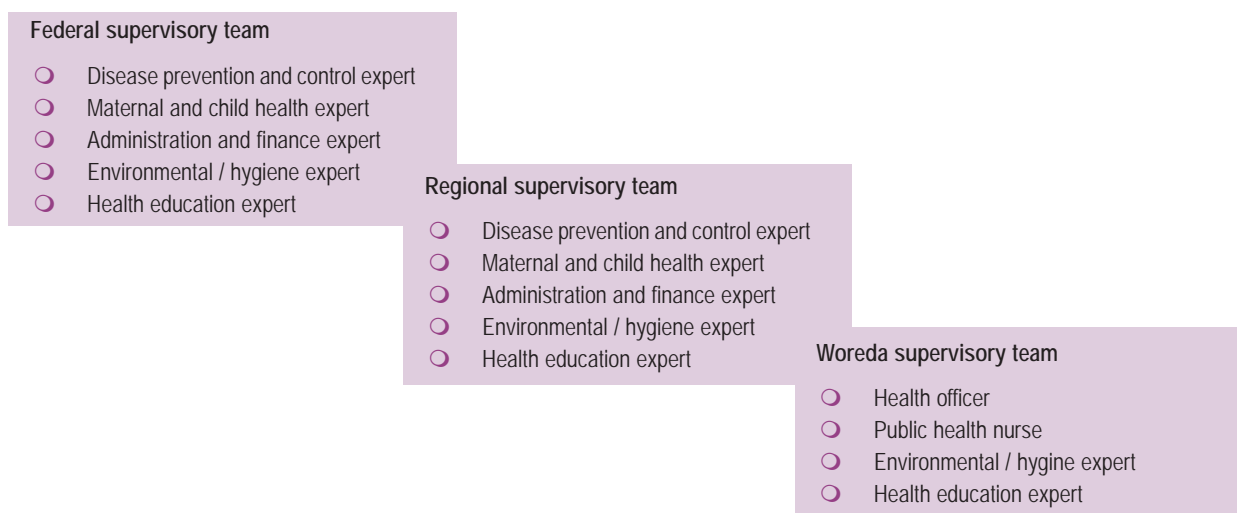 Federal supervisory team
❍ Disease prevention and control expert
❍ Maternal and child health expert
❍ Administration and finance expert
❍ Environmental / hygiene expert
❍ Health education expert
Regional supervisory team
❍ Disease prevention and control expert
❍ Maternal and child health expert
❍ Administration and finance expert
❍ Environmental / hygiene expert
❍ Health education expert
Woreda supervisory team
❍ Health officer
❍ Public health nurse
❍ Environmental / hygine expert
❍ Health education expert